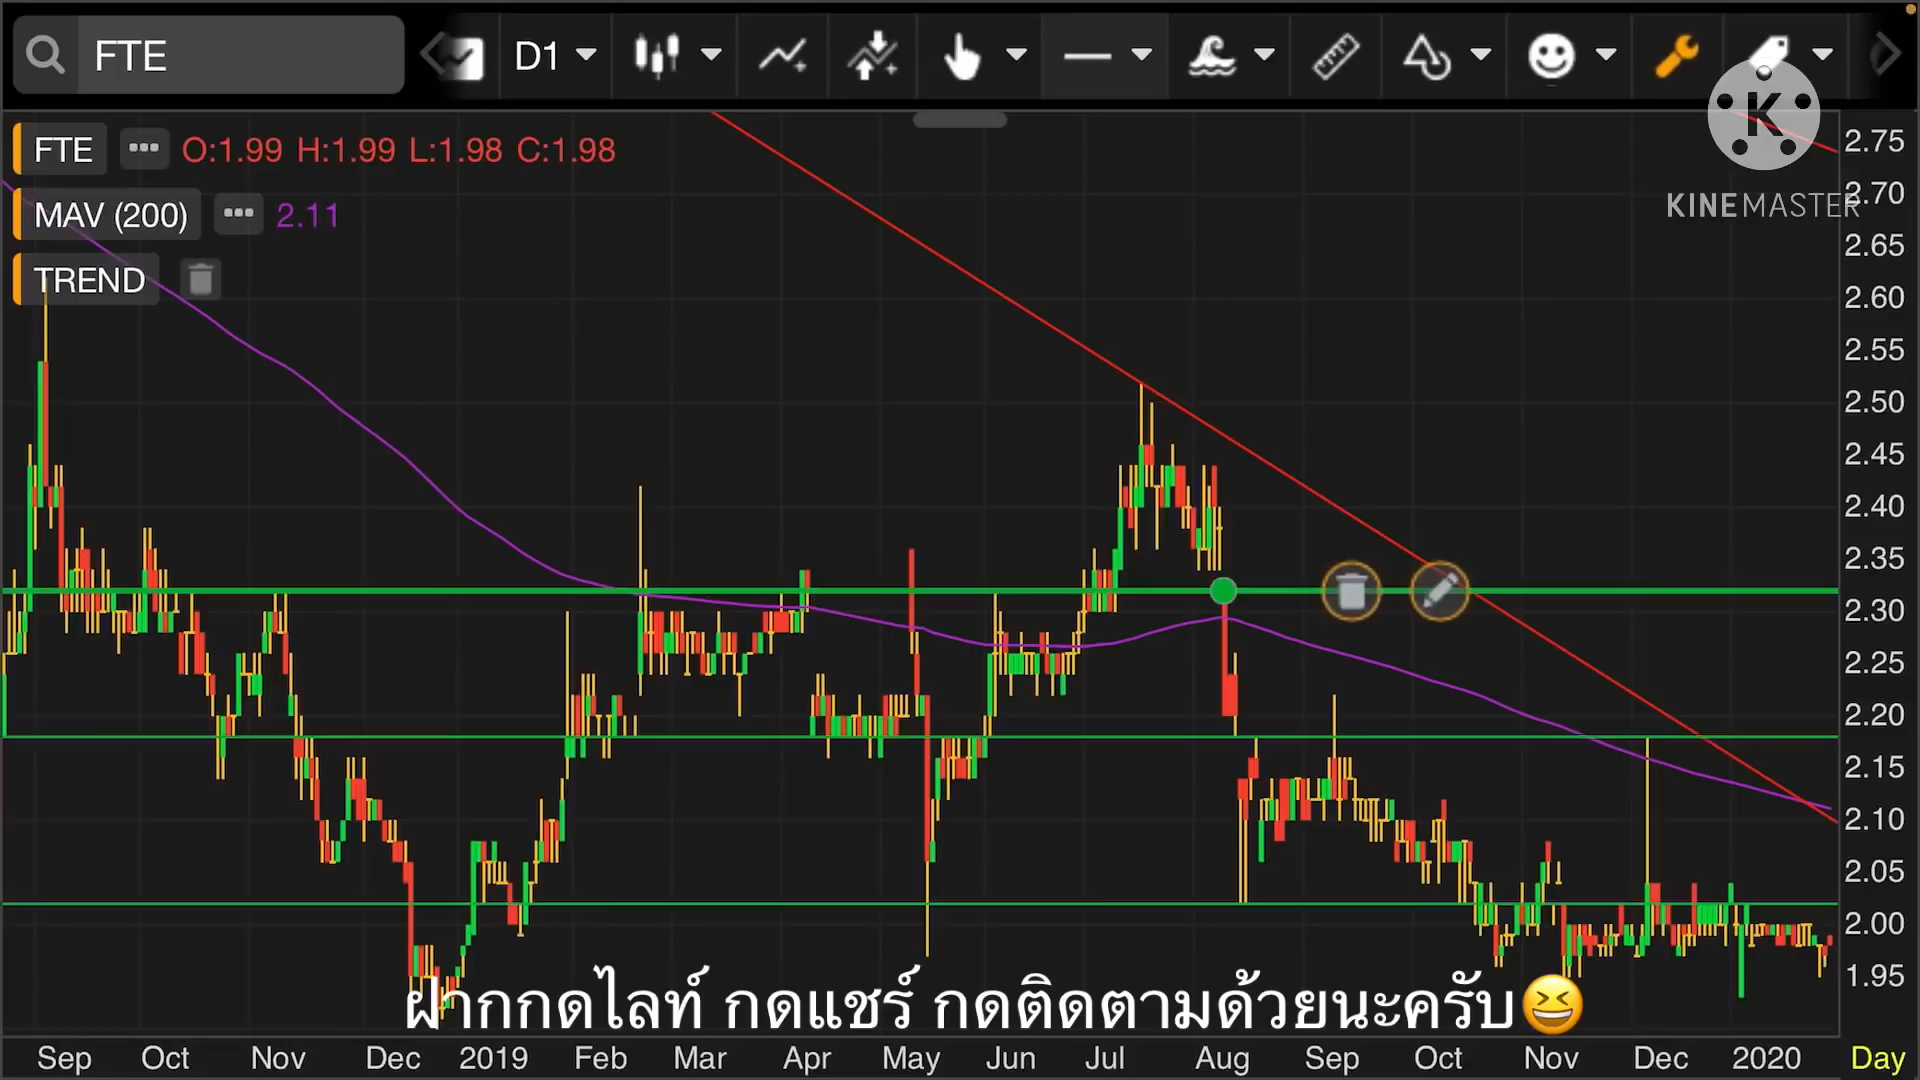 FTE
D1
K
KINEMASTER
FTE ••• O:1.99 H:1.99 L:1.98 C:1.98
MAV (200) ••• 2.11
TREND
2.75
2.70
2.65
2.60
2.55
2.50
2.45
2.40
2.35
2.30
2.25
2.20
2.15
2.10
2.05
2.00
1.95
ฝากกดไลท์ กดแชร์ กดติดตามด้วยนะครับ😆
Sep Oct Nov Dec 2019 Feb Mar Apr May Jun Jul Aug Sep Oct Nov Dec 2020 Day